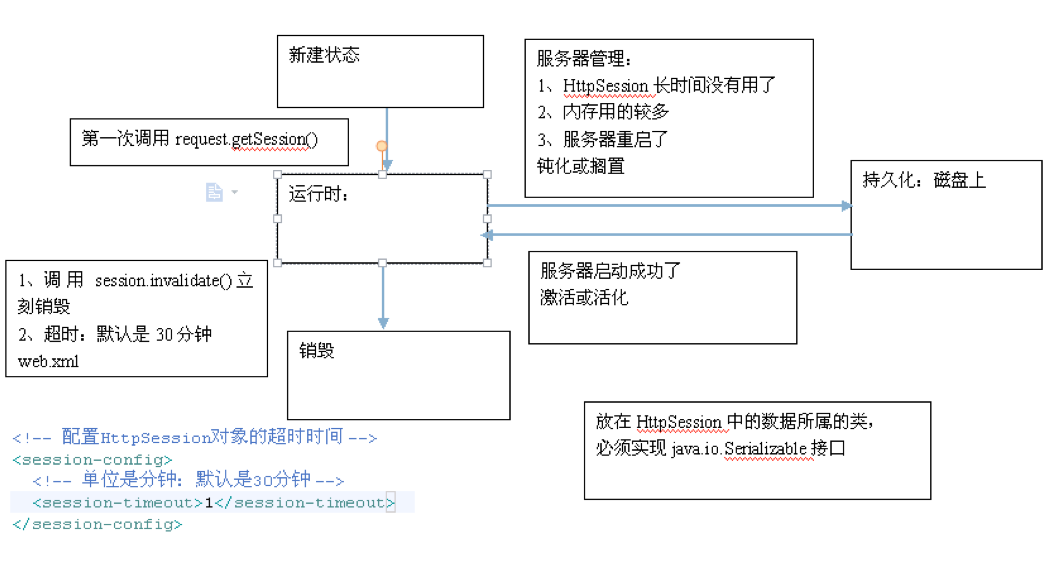 新建状态
服务器管理：
1、HttpSession 长时间没有用了
2、内存用的较多
3、服务器重启了
钝化或搁置
第一次调用 request.getSession()
运行时：
持久化：磁盘上
服务器启动成功了
激活或活化
1、调用 session.invalidate() 立
刻销毁
2、超时：默认是 30 分钟
web.xml
销毁
放在 HttpSession 中的数据所属的类，
必须实现 java.io.Serializable 接口
<!-- 配置HttpSession对象的超时时间 -->
<session-config>
<!-- 单位是分钟：默认是30分钟 -->
<session-timeout>1</session-timeout>
</session-config>